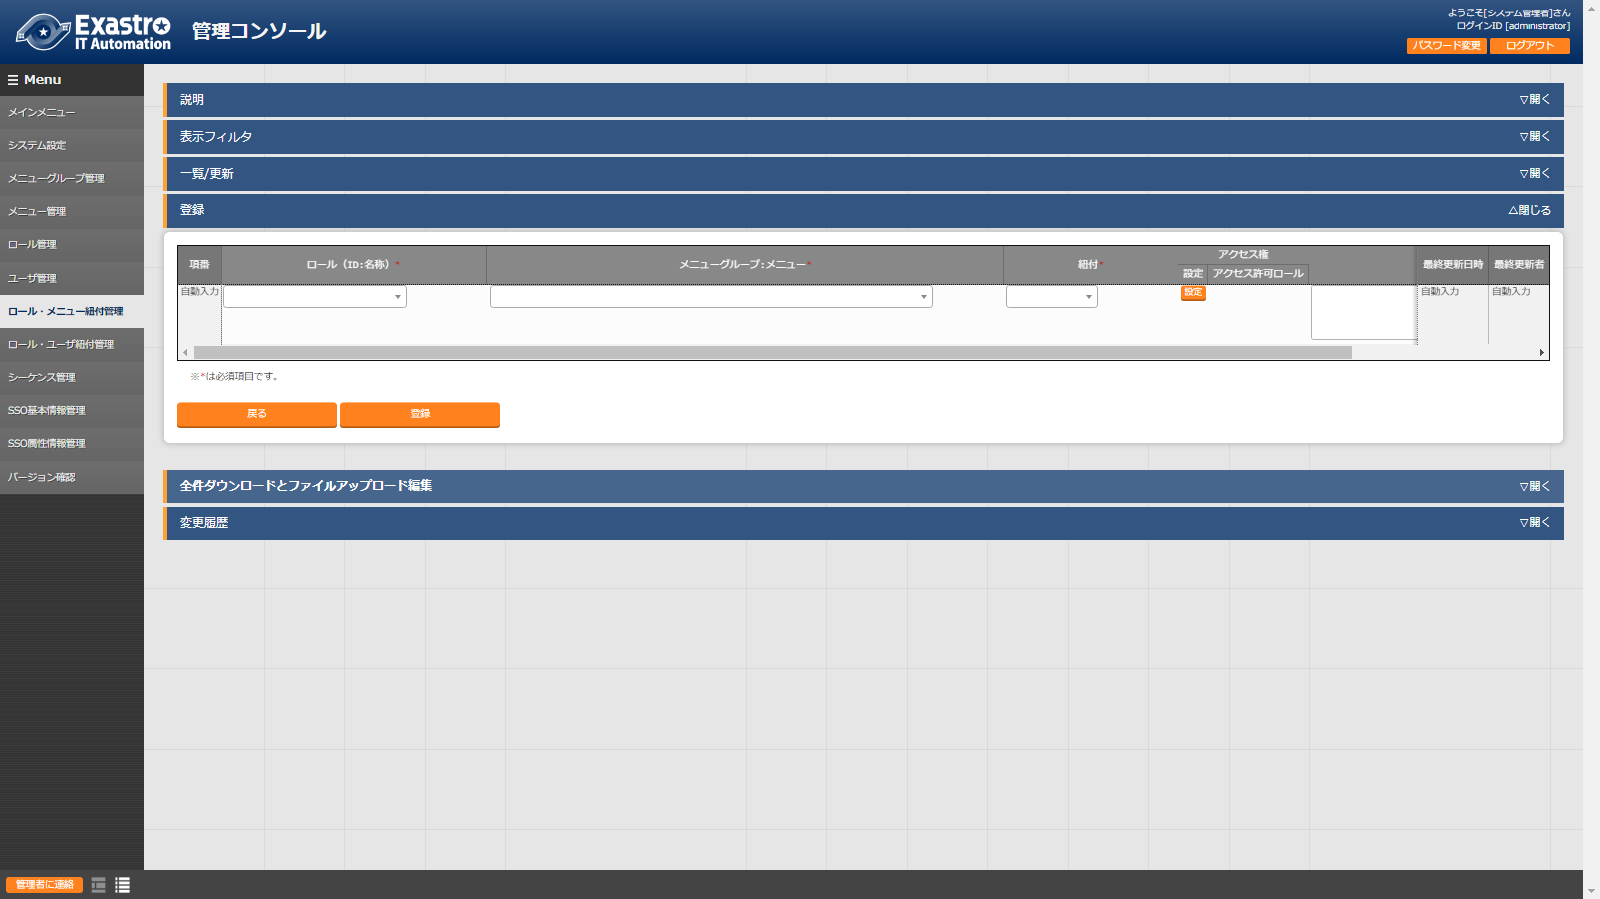 Exastro
IT Automation
管理コンソール
ようこそ[システム管理者]さん
ログインID [administrator]
パスワード変更
ログアウト
Menu
メインメニュー
システム設定
メニューグループ管理
メニュー管理
ロール管理
ユーザ管理
ロール・メニュー紐付管理
ロール・ユーザ紐付管理
シーケンス管理
SSO基本情報管理
SSO属性情報管理
バージョン確認
説明
▽開く
表示フィルタ
▽開く
一覧/更新
▽開く
登録
△閉じる
項番
ロール（ID:名称）*
メニューグループ:メニュー*
紐付*
アクセス権
設定
アクセス許可ロール
最終更新日時
最終更新者
自動入力
設定
自動入力
自動入力
※*は必須項目です。
戻る
登録
全件ダウンロードとファイルアップロード編集
▽開く
変更履歴
▽開く
管理者に連絡